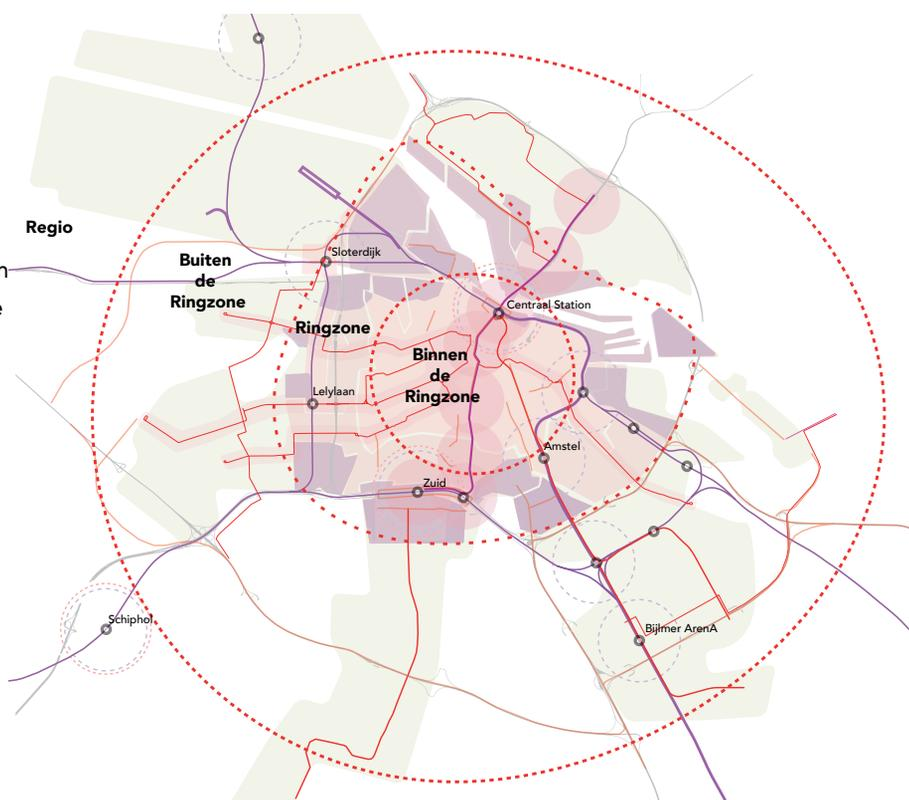 Regio
Buiten
de
Ringzone
Sloterdijk
n
e
Centraal Station
Ringzone
Binnen
de
Ringzone
Lelylaan
Amstel
Zuid
Schiphol
Bijlmer ArenA